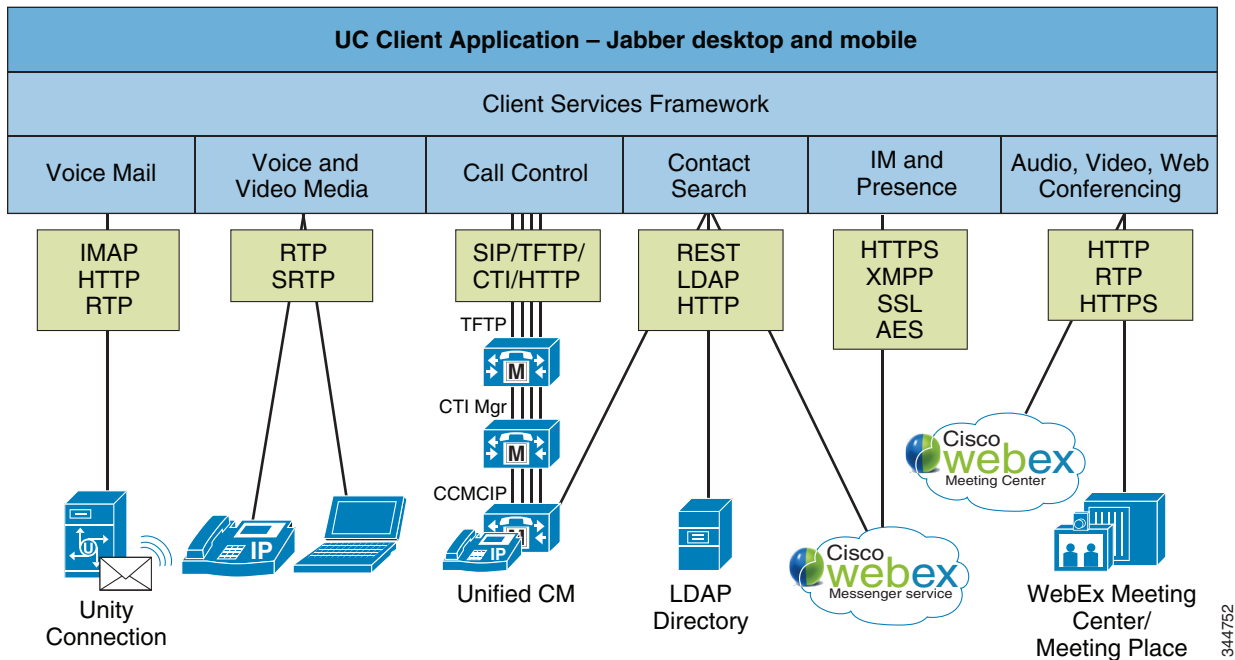 UC Client Application – Jabber desktop and mobile
Client Services Framework
Voice Mail
Voice and
Video Media
Call Control
Contact
Search
IM and
Presence
Audio, Video, Web
Conferencing
IMAP
HTTP
RTP
RTP
SRTP
SIP/TFTP/
CTI/HTTP
REST
LDAP
HTTP
HTTPS
XMPP
SSL
AES
HTTP
RTP
HTTPS
TFTP
M
CTI Mgr
M
CCMCIP
M
IP
U
IP
Cisco
webex
Meeting Center
Cisco
webex
Messenger service
Unity
Connection
Unified CM
LDAP
Directory
WebEx Meeting
Center/
Meeting Place
344752